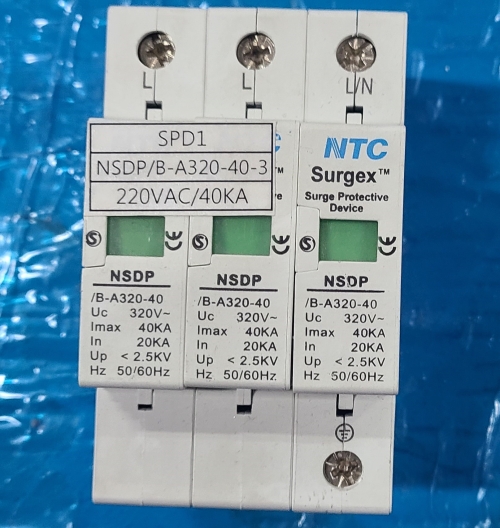 L L L/N
SPD1
NSDP/B-A320-40-3
220VAC/40KA
NTC
Surgex™
Surge Protective
Device
NSDP
/B-A320-40
Uc 320V~
Imax 40KA
In 20KA
Up < 2.5KV
Hz 50/60Hz
NSDP
/B-A320-40
Uc 320V~
Imax 40KA
In 20KA
Up < 2.5KV
Hz 50/60Hz
NSDP
/B-A320-40
Uc 320V~
Imax 40KA
In 20KA
Up < 2.5KV
Hz 50/60Hz